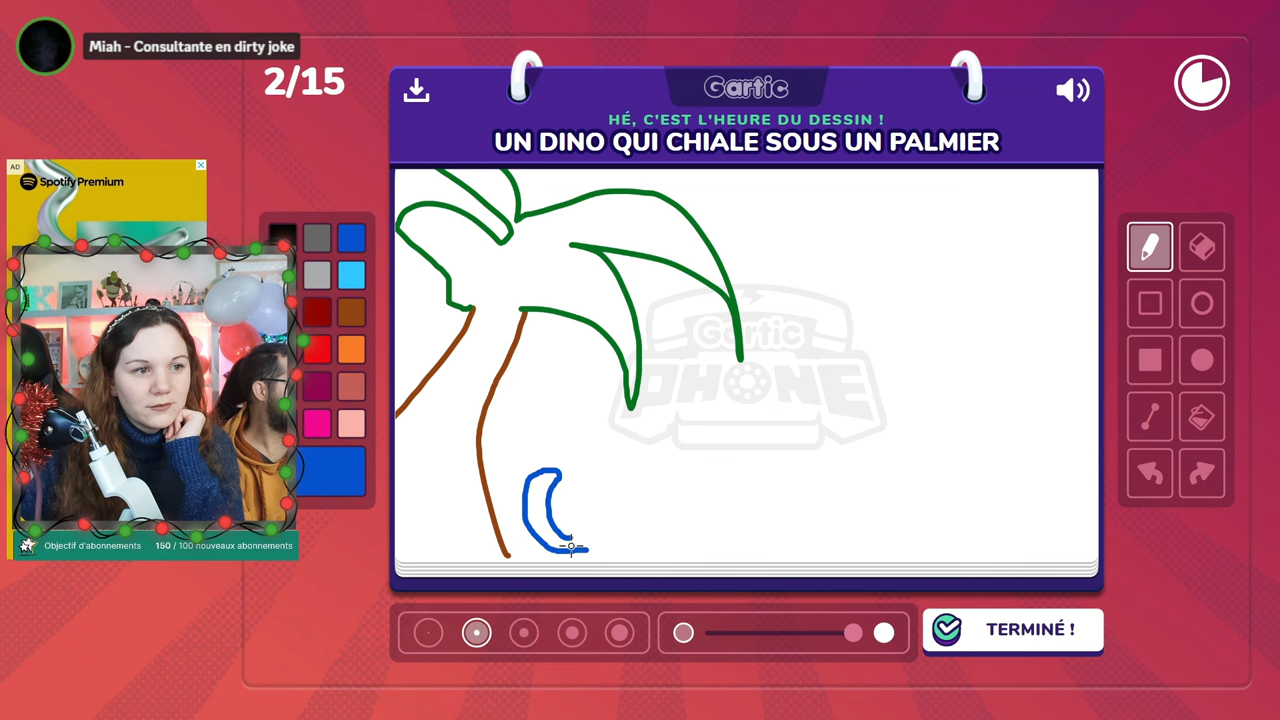 Miah - Consultante en dirty joke
2/15
Gartic
HÉ, C'EST L'HEURE DU DESSIN !
UN DINO QUI CHIALE SOUS UN PALMIER
AD
Spotify Premium
Gartic
PHONE
Objectif d'abonnements 150 / 100 nouveaux abonnements
TERMINÉ !